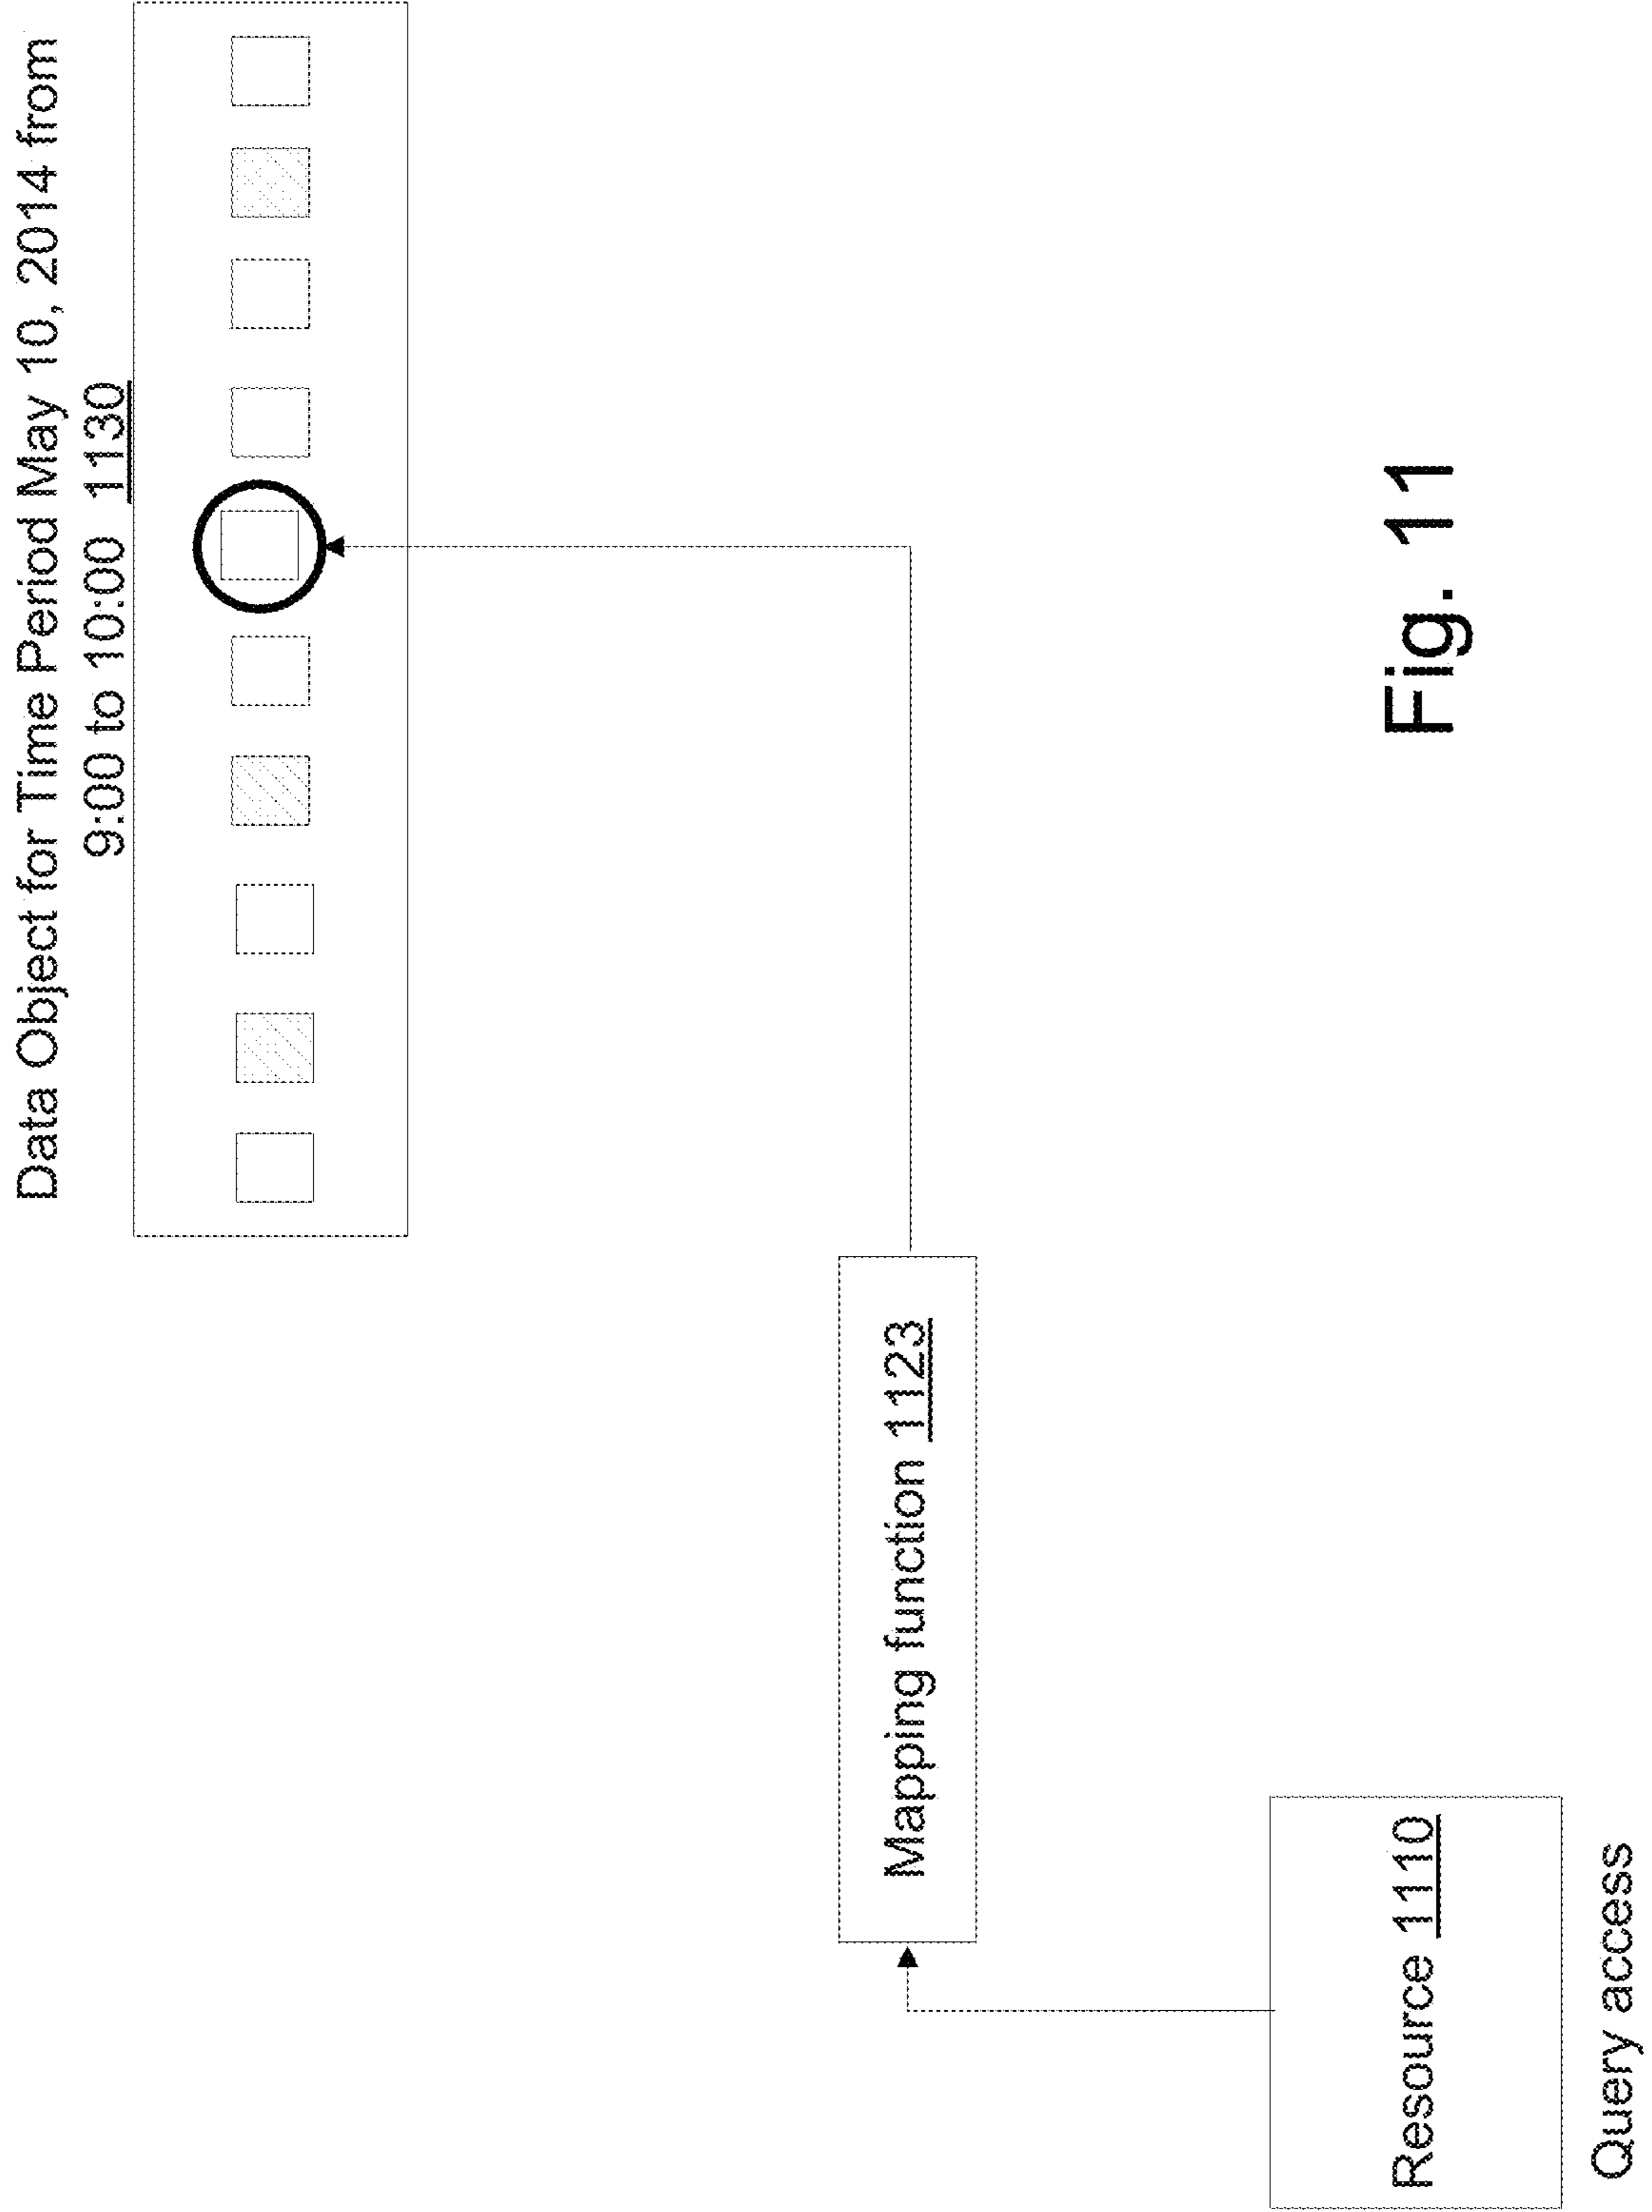 Data Object for Time Period May 10, 2014 from
9:00 to 10:00 1130
Mapping function 1123
Resource 1110
Query access
Fig. 11